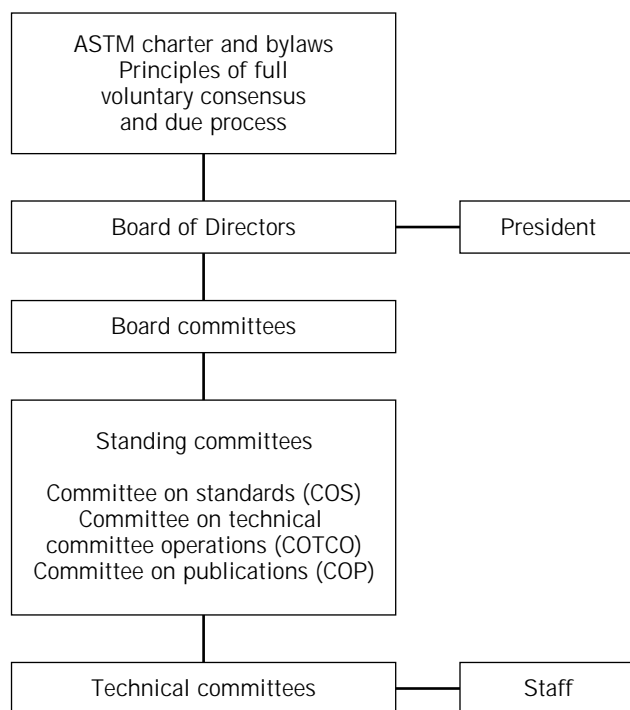 ASTM charter and bylaws
Principles of full
voluntary consensus
and due process
Board of Directors
President
Board committees
Standing committees
Committee on standards (COS)
Committee on technical
committee operations (COTCO)
Committee on publications (COP)
Technical committees
Staff